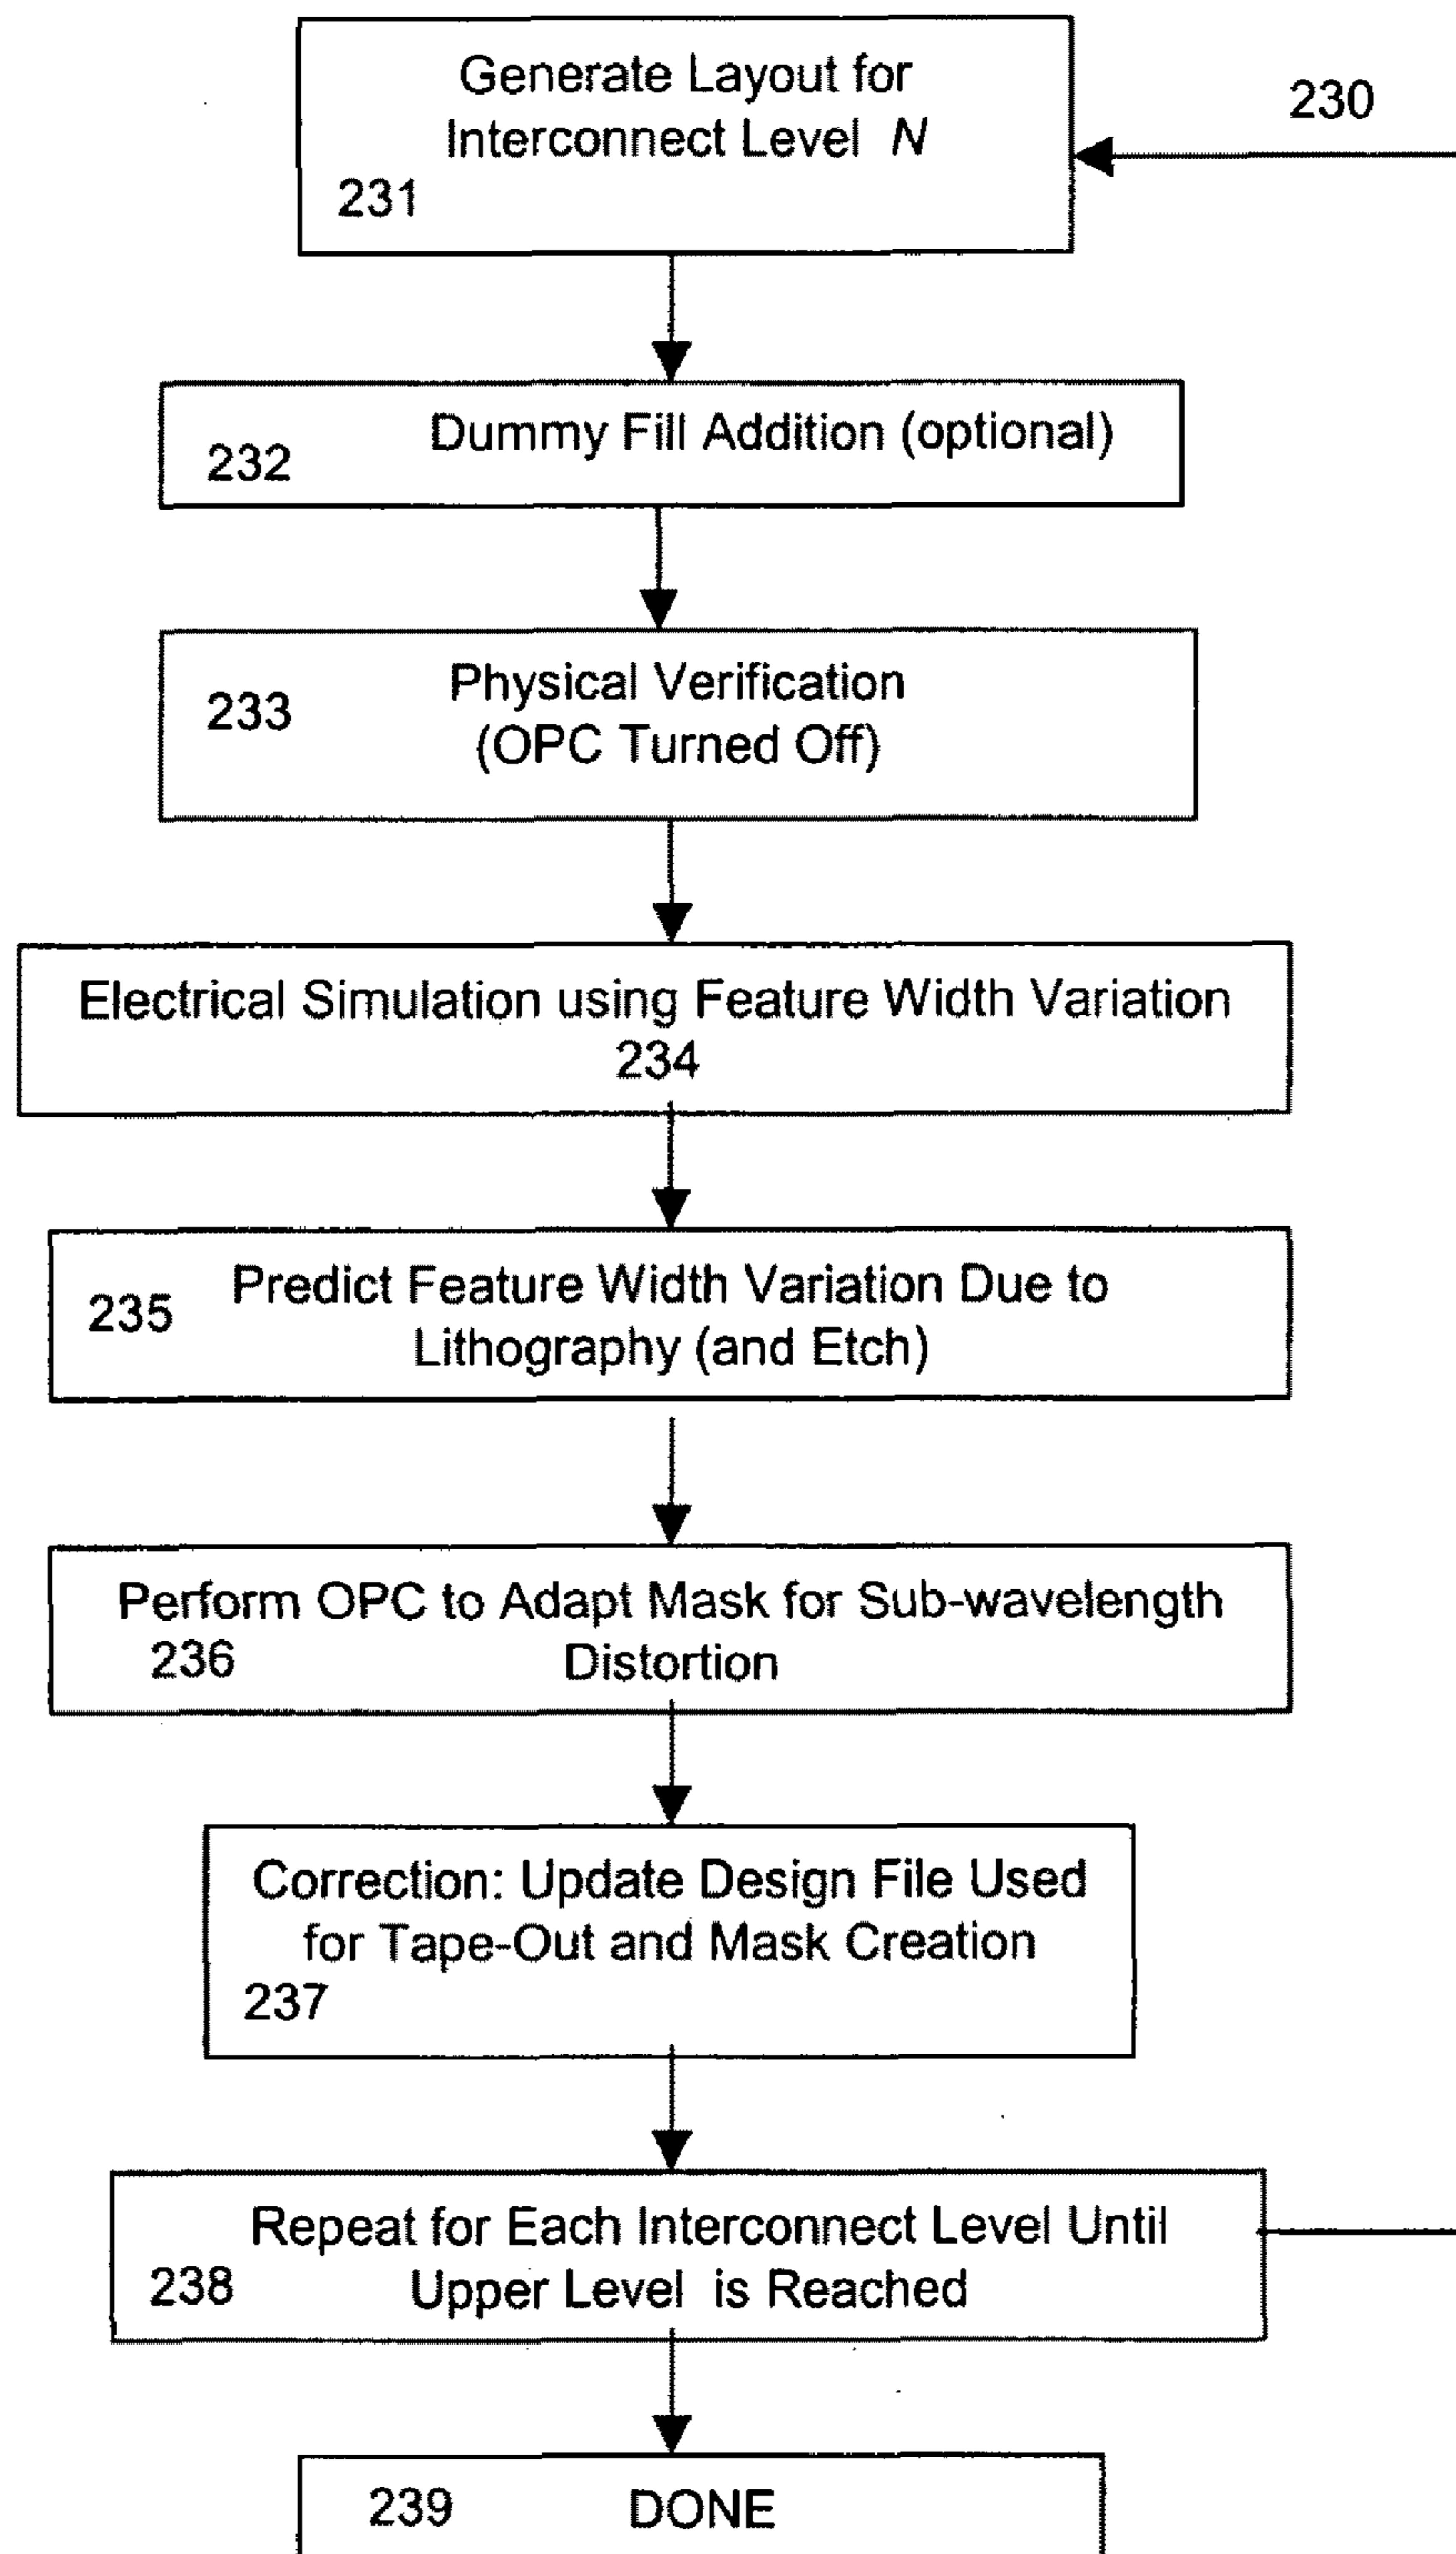 Generate Layout for
Interconnect Level N
231
230
Dummy Fill Addition (optional)
232
Physical Verification
233
(OPC Turned Off)
Electrical Simulation using Feature Width Variation
234
Predict Feature Width Variation Due to
235
Lithography (and Etch)
Perform OPC to Adapt Mask for Sub-wavelength
236 Distortion
Correction: Update Design File Used
for Tape-Out and Mask Creation
237
Repeat for Each Interconnect Level Until
238 Upper Level is Reached
239 DONE